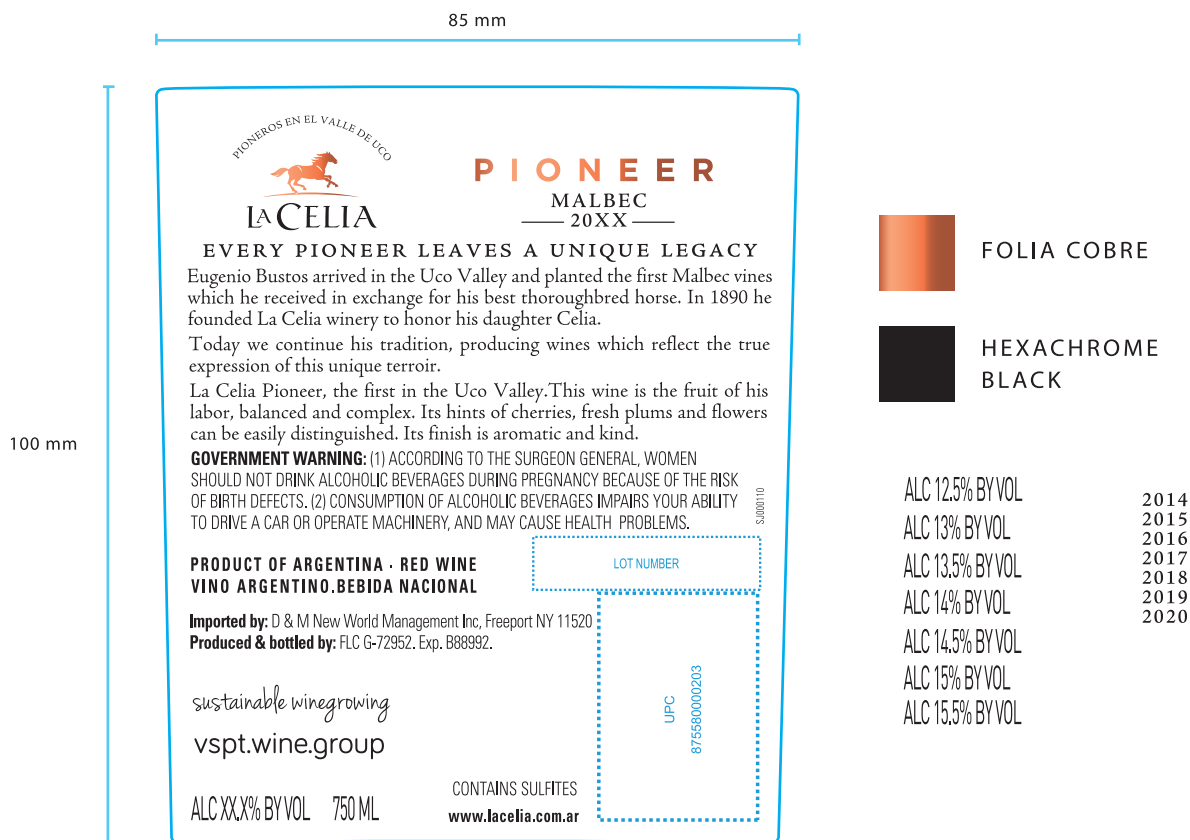 85 mm
100 mm
PIONEROS EN EL VALLE DE UCO
LA CELIA
PIONEER
MALBEC
20XX
EVERY PIONEER LEAVES A UNIQUE LEGACY
Eugenio Bustos arrived in the Uco Valley and planted the first Malbec vines
which he received in exchange for his best thoroughbred horse. In 1890 he
founded La Celia winery to honor his daughter Celia.
Today we continue his tradition, producing wines which reflect the true
expression of this unique terroir.
La Celia Pioneer, the first in the Uco Valley.This wine is the fruit of his
labor, balanced and complex. Its hints of cherries, fresh plums and flowers
can be easily distinguished. Its finish is aromatic and kind.
GOVERNMENT WARNING: (1) ACCORDING TO THE SURGEON GENERAL, WOMEN
SHOULD NOT DRINK ALCOHOLIC BEVERAGES DURING PREGNANCY BECAUSE OF THE RISK
OF BIRTH DEFECTS. (2) CONSUMPTION OF ALCOHOLIC BEVERAGES IMPAIRS YOUR ABILITY
TO DRIVE A CAR OR OPERATE MACHINERY, AND MAY CAUSE HEALTH PROBLEMS.
SJ000110
PRODUCT OF ARGENTINA · RED WINE
VINO ARGENTINO.BEBIDA NACIONAL
LOT NUMBER
Imported by: D & M New World Management Inc, Freeport NY 11520
Produced & bottled by: FLC G-72952. Exp. B88992.
UPC
875580000203
sustainable winegrowing
vspt.wine.group
ALC XX.X% BY VOL 750 ML
CONTAINS SULFITES
www.lacelia.com.ar
FOLIA COBRE
HEXACHROME
BLACK
ALC 12.5% BY VOL
ALC 13% BY VOL
ALC 13.5% BY VOL
ALC 14% BY VOL
ALC 14.5% BY VOL
ALC 15% BY VOL
ALC 15.5% BY VOL
2014
2015
2016
2017
2018
2019
2020